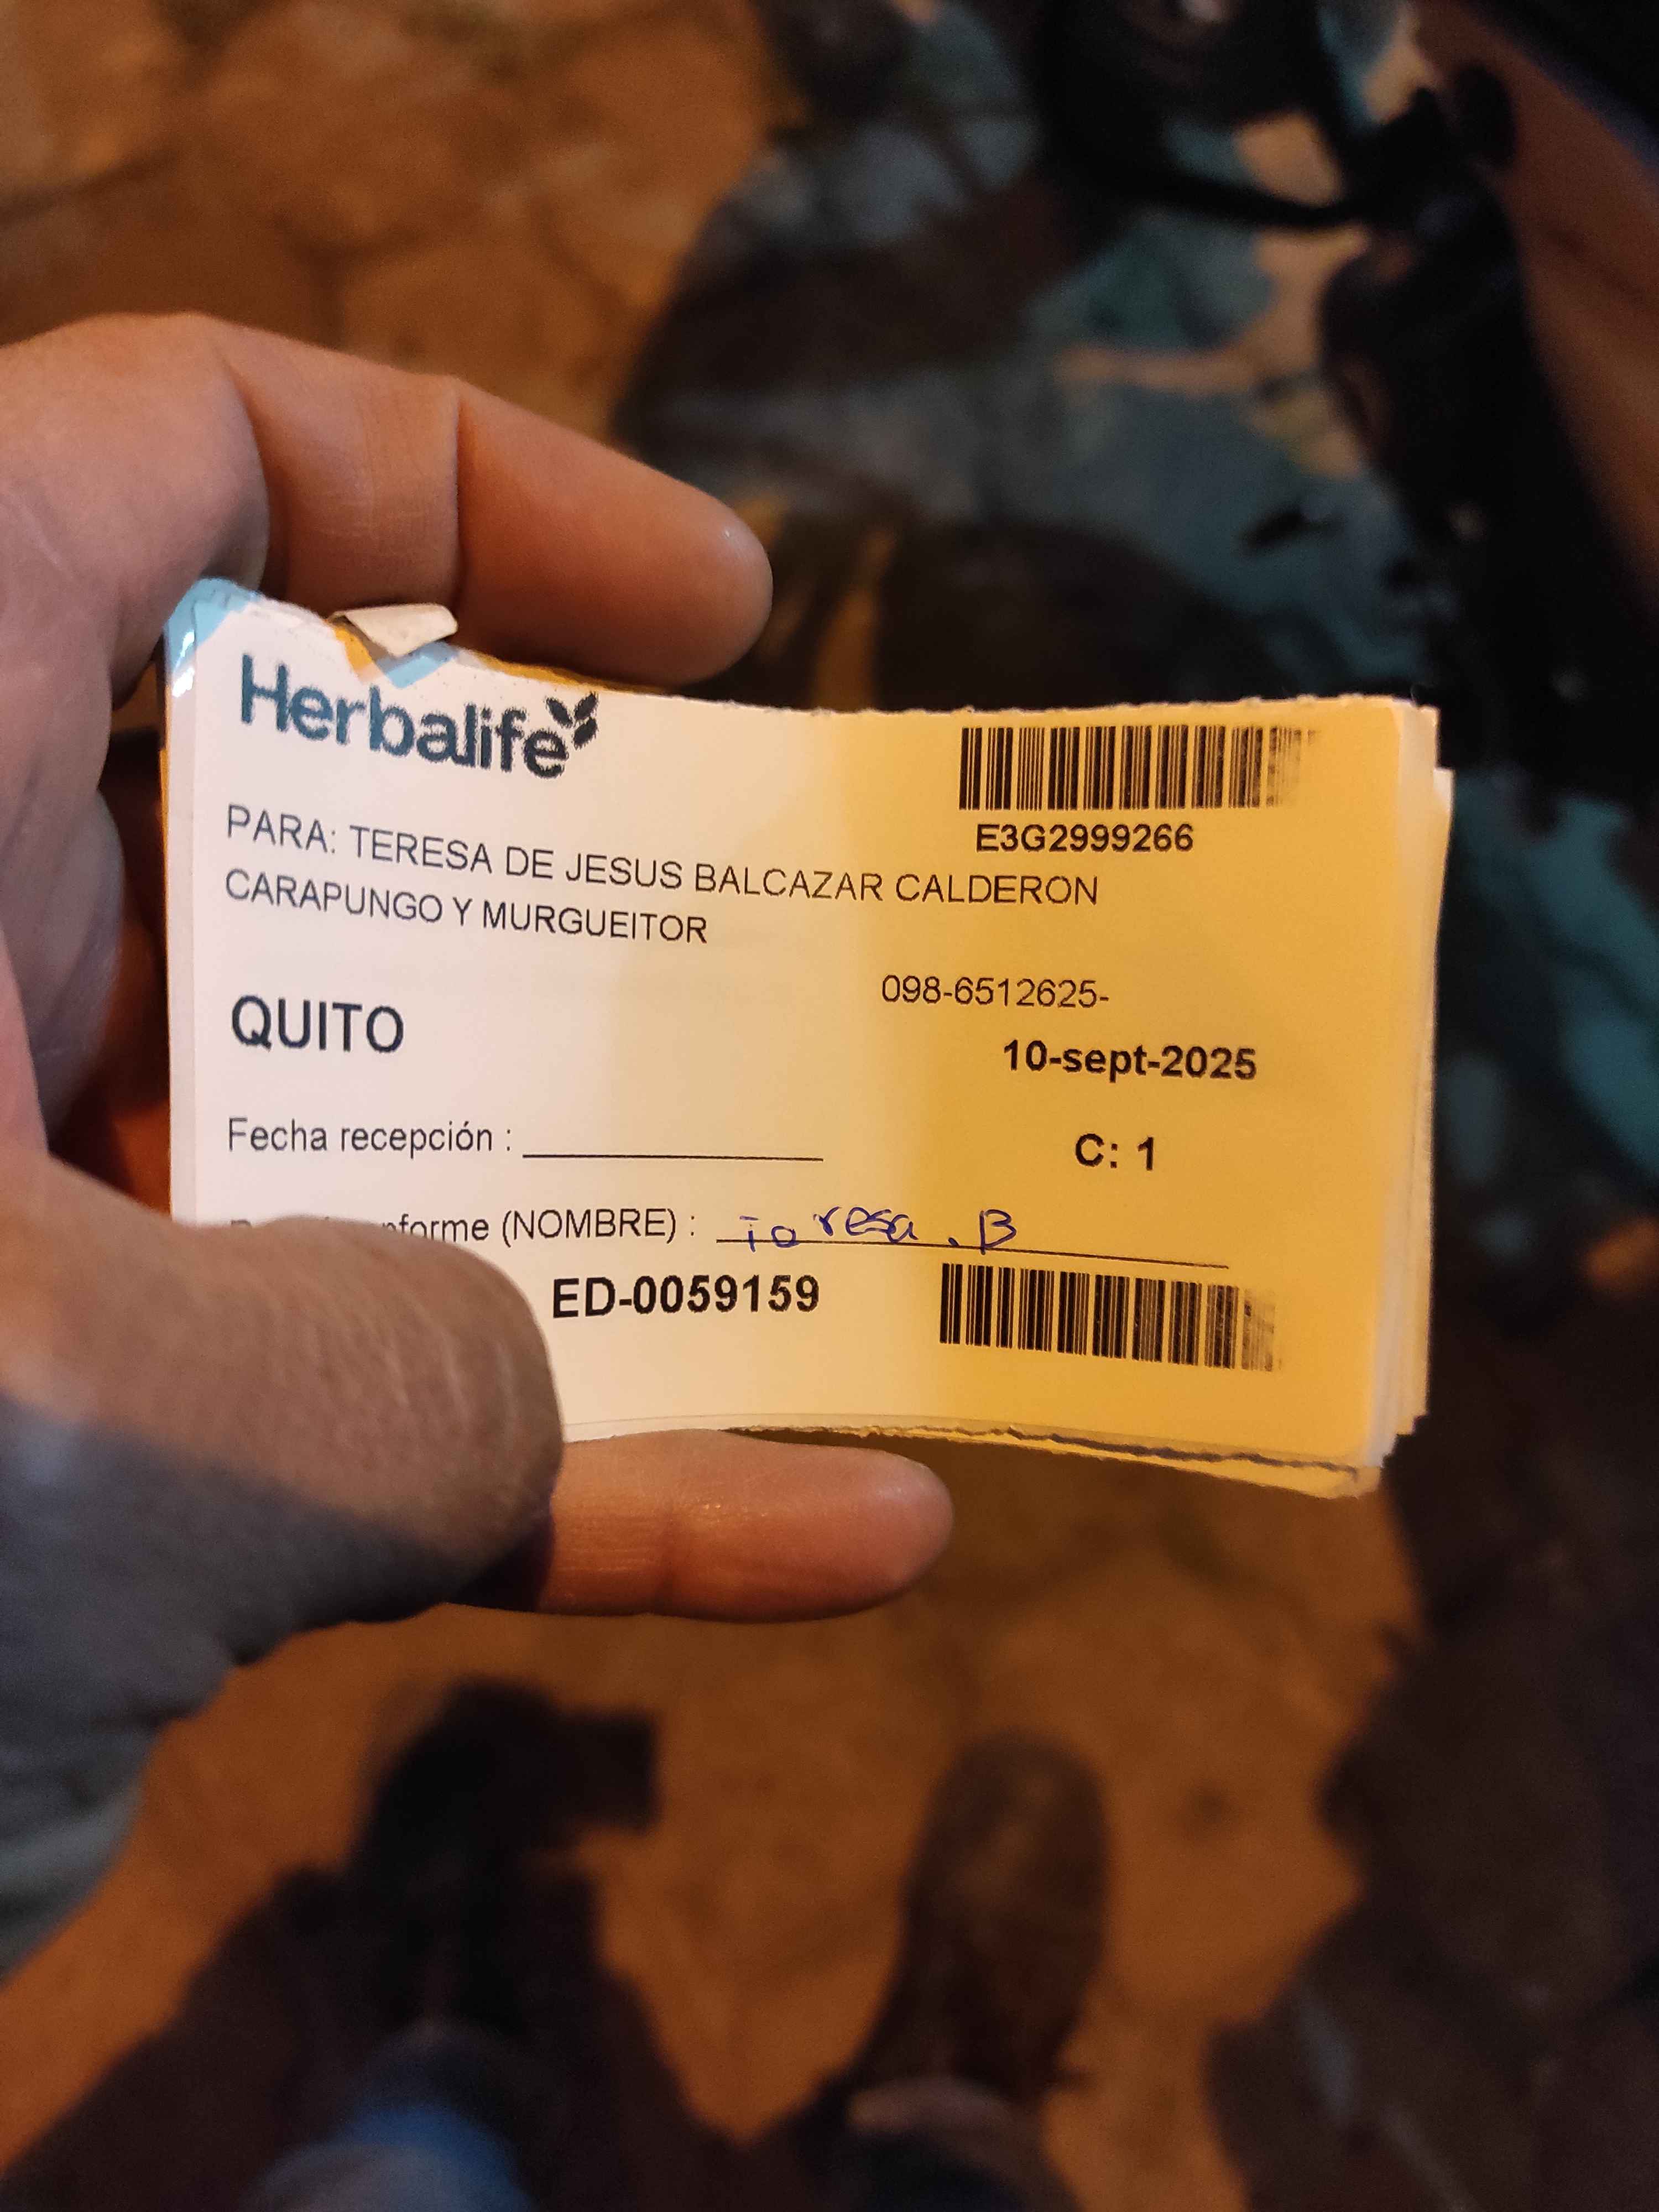 Herbalife
E3G2999266
PARA: TERESA DE JESUS BALCAZAR CALDERON
CARAPUNGO Y MURGUEITOR
098-6512625-
QUITO
10-sept-2025
Fecha recepción :
C: 1
(NOMBRE) : Teresa . B
ED-0059159